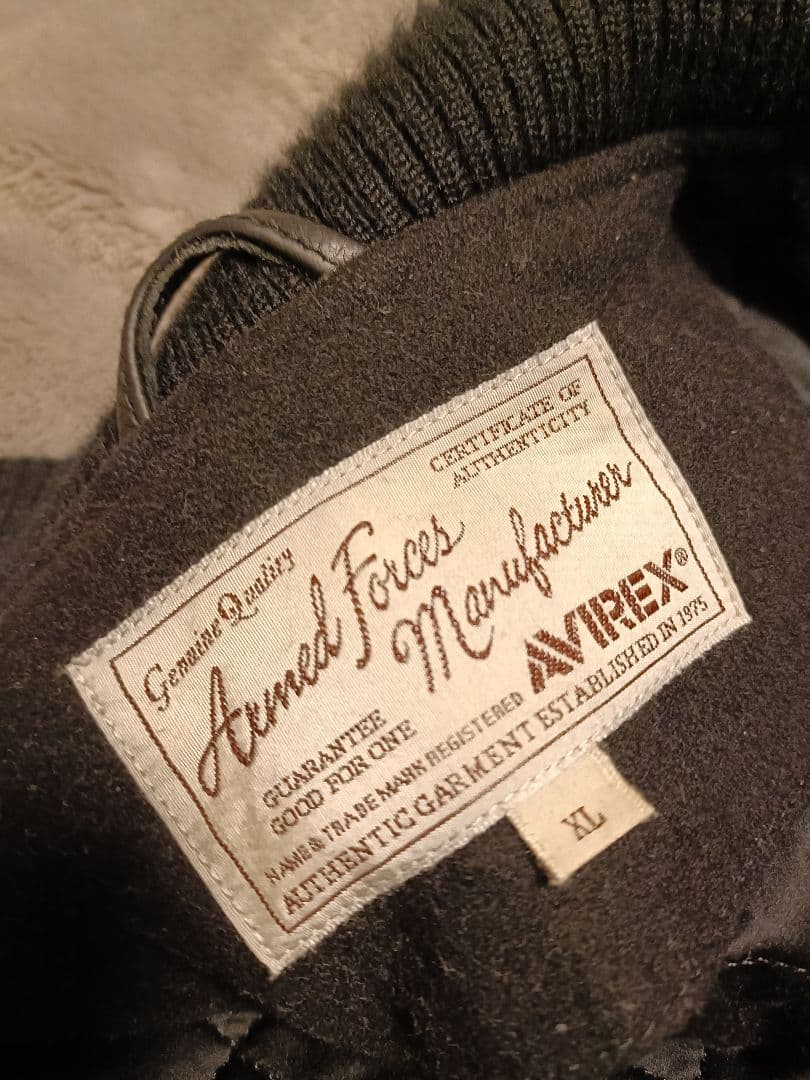 CERTIFICATE OF
AUTHENTICITY
Genuine Quality
Armed Forces
Manufacturer
GUARANTEE
GOOD FOR ONE
AVIREX®
NAME & TRADE MARK REGISTERED
AUTHENTIC GARMENT ESTABLISHED IN 1975
XL